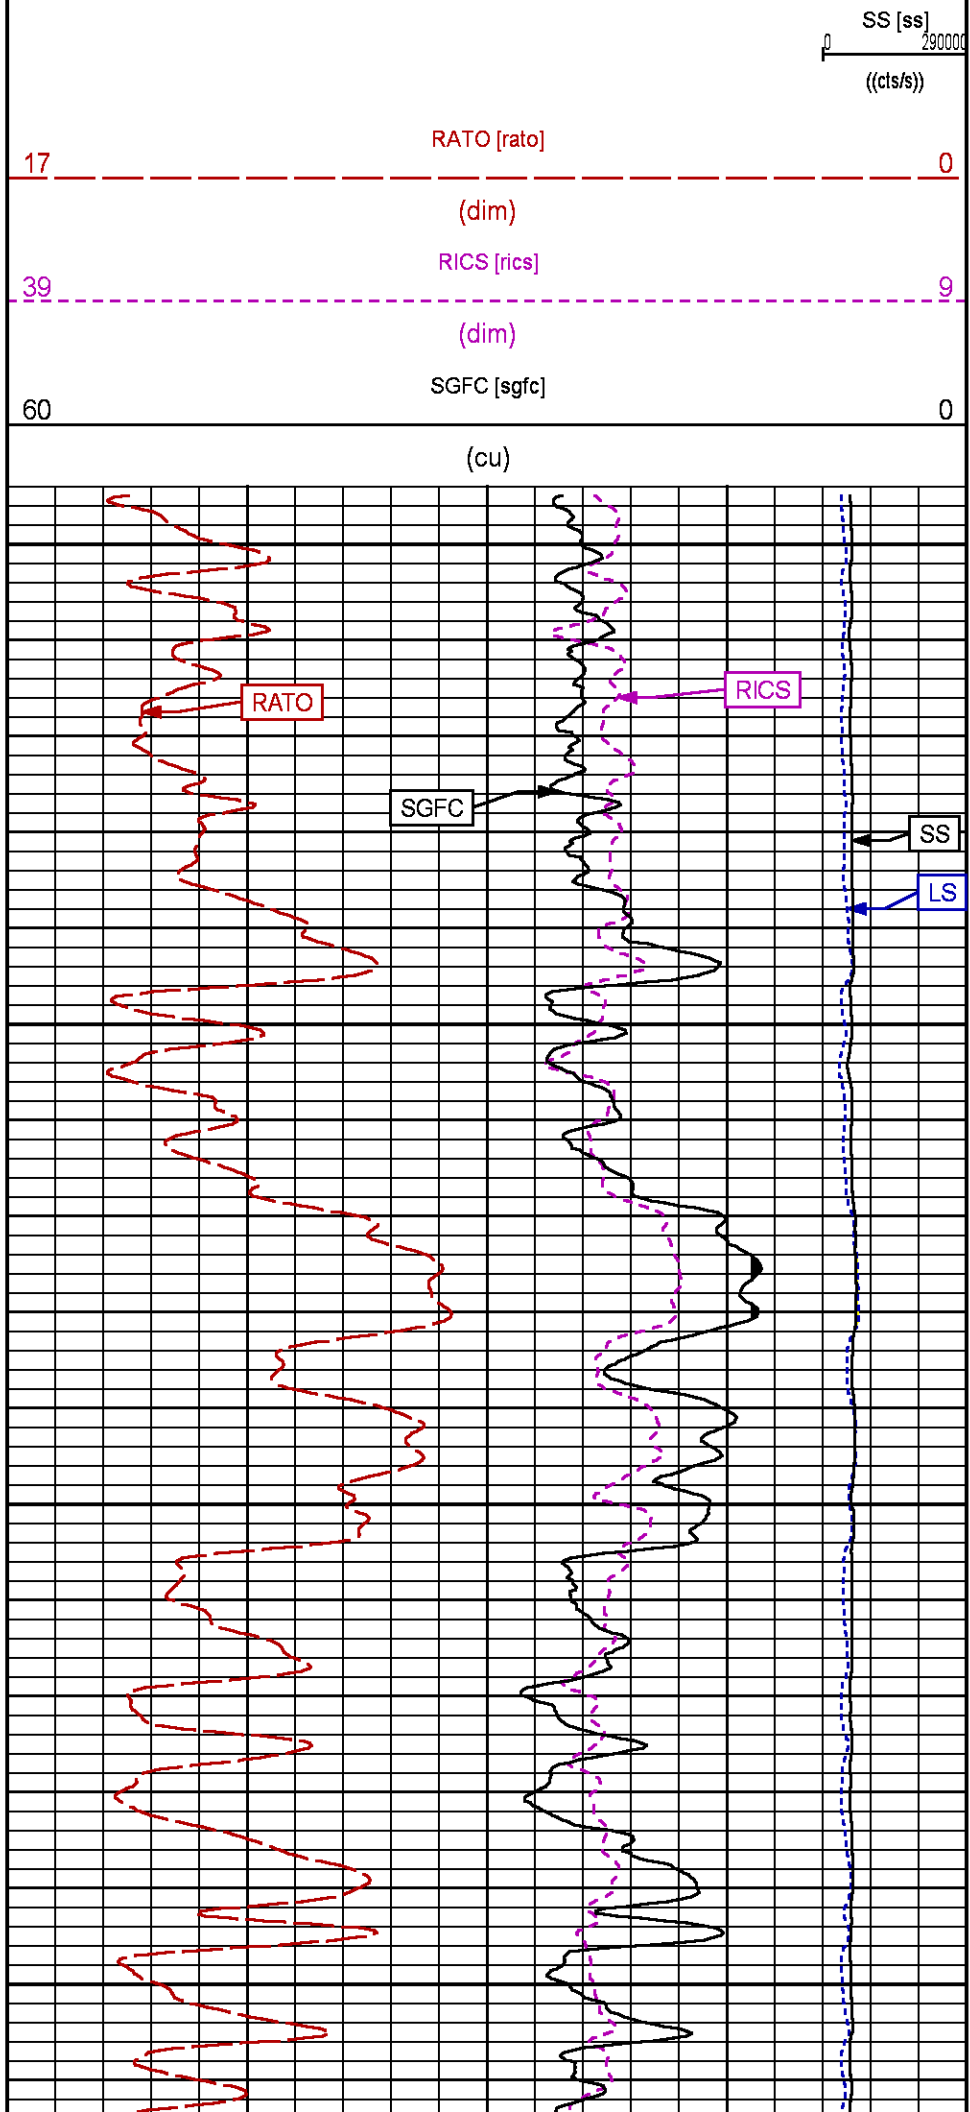 SS [ss]
0 290000
((cts/s))
RATO [rato]
17 0
(dim)
RICS [rics]
39 9
(dim)
SGFC [sgfc]
60 0
(cu)
RICS
RATO
SGFC
SS
LS